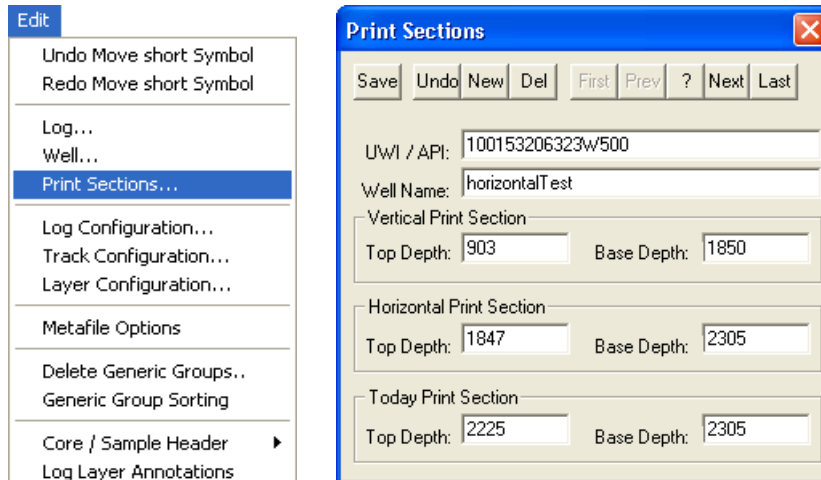 Edit
Undo Move short Symbol
Redo Move short Symbol
Log...
Well...
Print Sections...
Log Configuration...
Track Configuration...
Layer Configuration...
Metafile Options
Delete Generic Groups..
Generic Group Sorting
Core / Sample Header
Log Layer Annotations
Print Sections
Save Undo New Del First Prev ? Next Last
UWI / API: 100153206323W500
Well Name: horizontalTest
Vertical Print Section
Top Depth: 903 Base Depth: 1850
Horizontal Print Section
Top Depth: 1847 Base Depth: 2305
Today Print Section
Top Depth: 2225 Base Depth: 2305